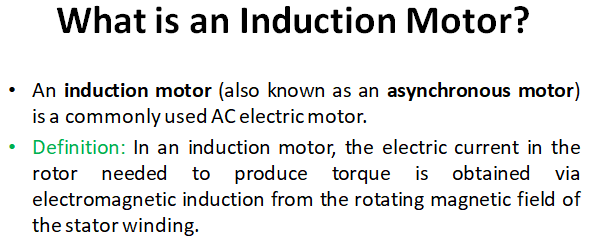 What is an Induction Motor?
• An induction motor (also known as an asynchronous motor)
is a commonly used AC electric motor.
• Definition: In an induction motor, the electric current in the
rotor needed to produce torque is obtained via
electromagnetic induction from the rotating magnetic field of
the stator winding.